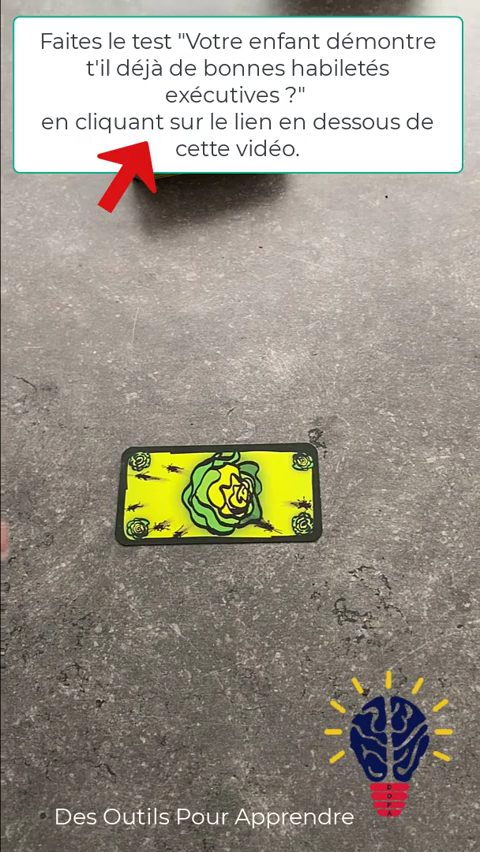 Faites le test "Votre enfant démontre
t'il déjà de bonnes habiletés
exécutives ?"
en cliquant sur le lien en dessous de
cette vidéo.
DOPA
Des Outils Pour Apprendre